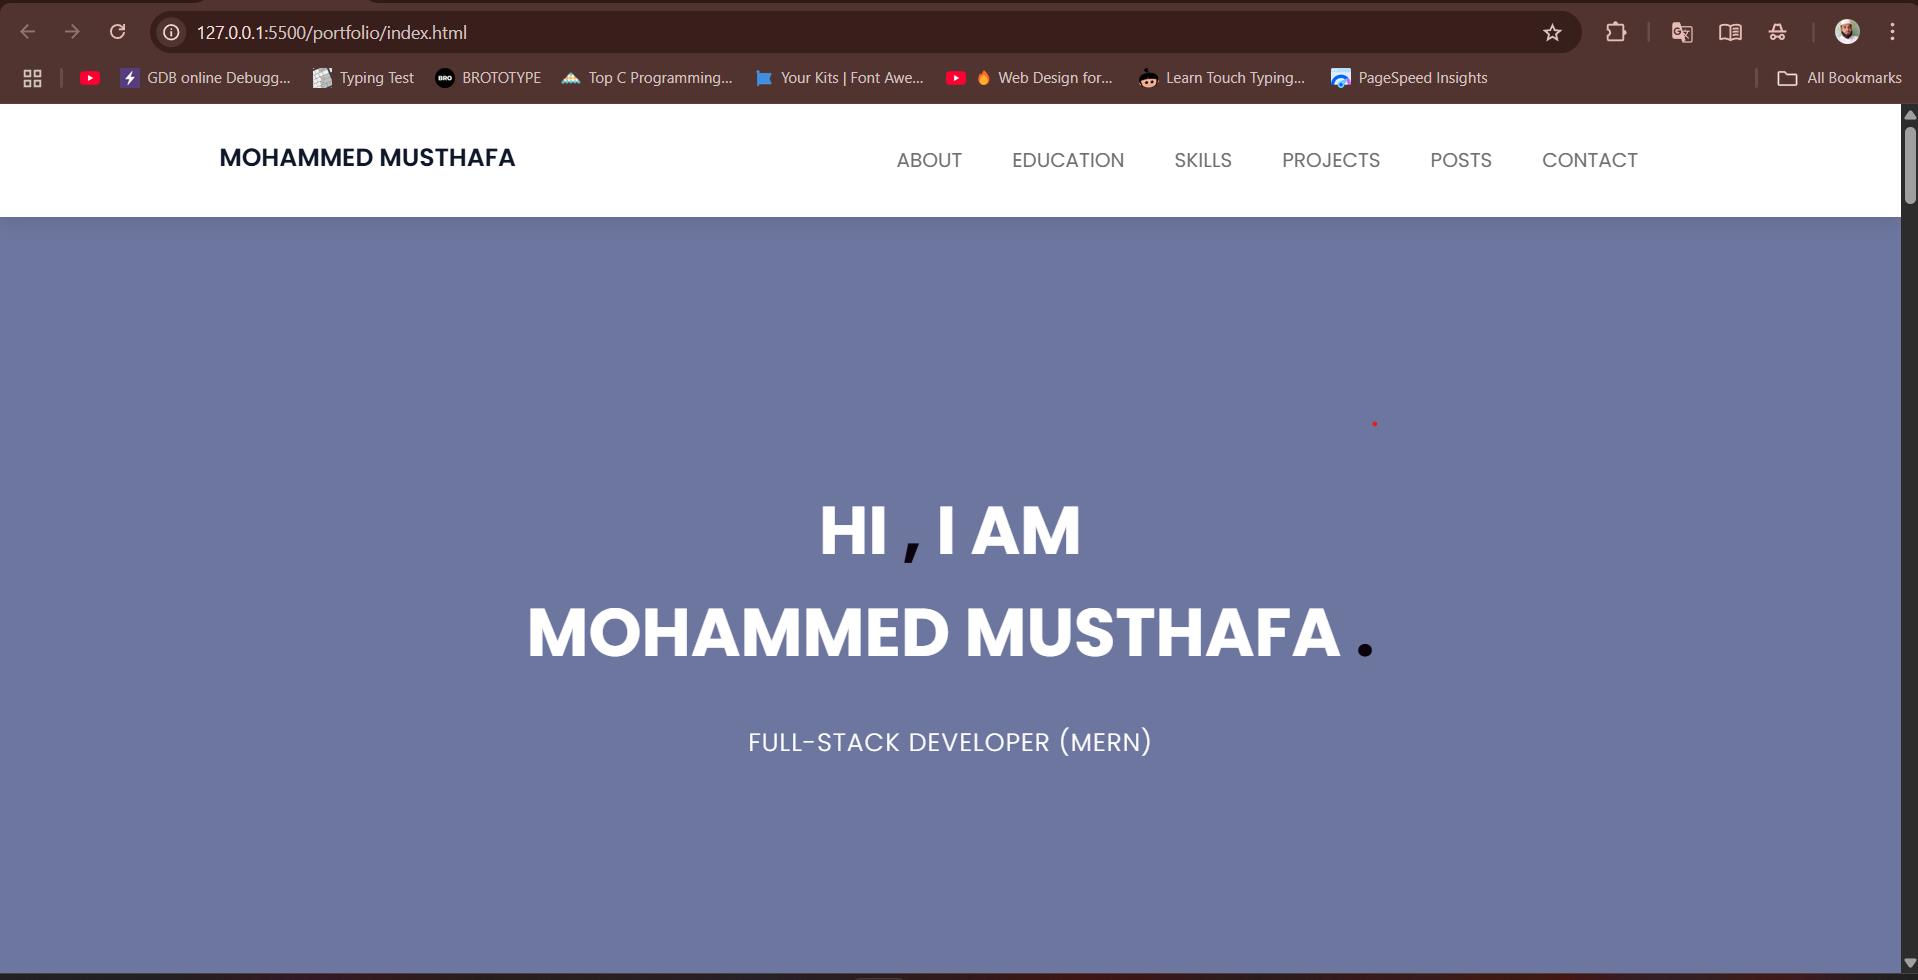 127.0.0.1:5500/portfolio/index.html
GDB online Debugg... Typing Test BRO BROTOTYPE Top C Programming... Your Kits | Font Awe... Web Design for... Learn Touch Typing... PageSpeed Insights All Bookmarks
MOHAMMED MUSTHAFA ABOUT EDUCATION SKILLS PROJECTS POSTS CONTACT
HI , I AM
MOHAMMED MUSTHAFA .
FULL-STACK DEVELOPER (MERN)